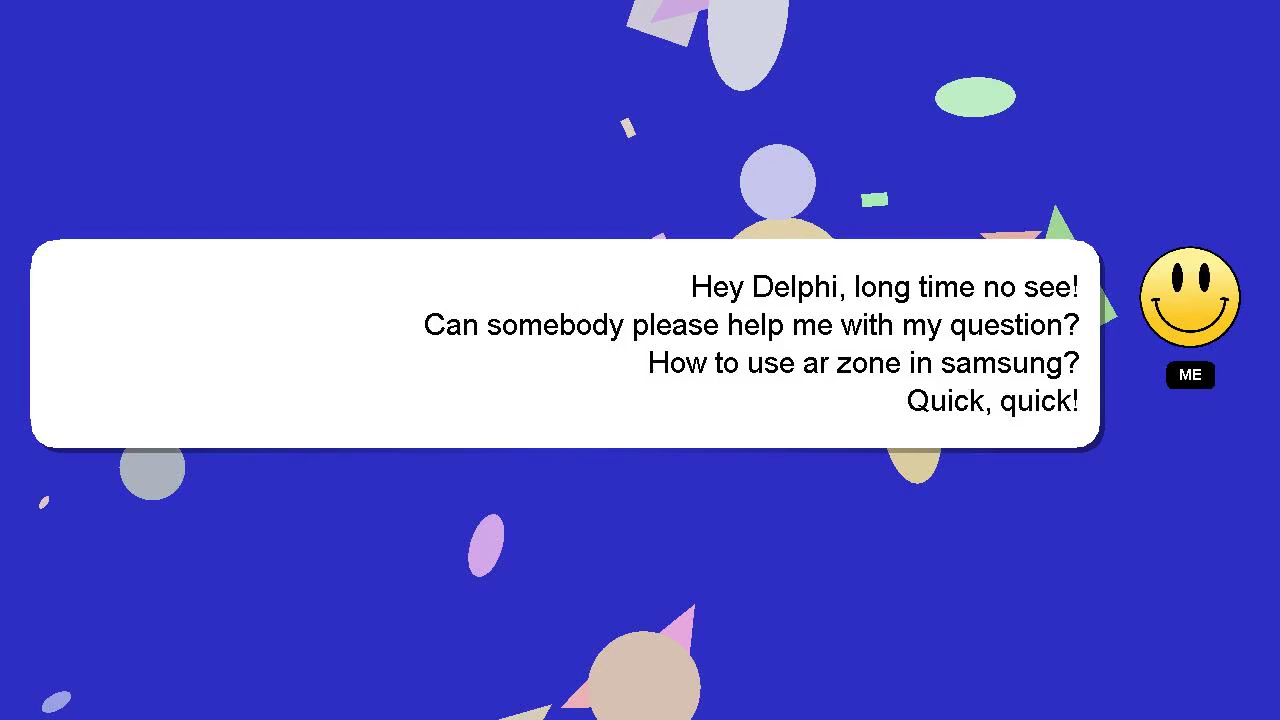 Hey Delphi, long time no see!
Can somebody please help me with my question?
How to use ar zone in samsung?
Quick, quick!
ME